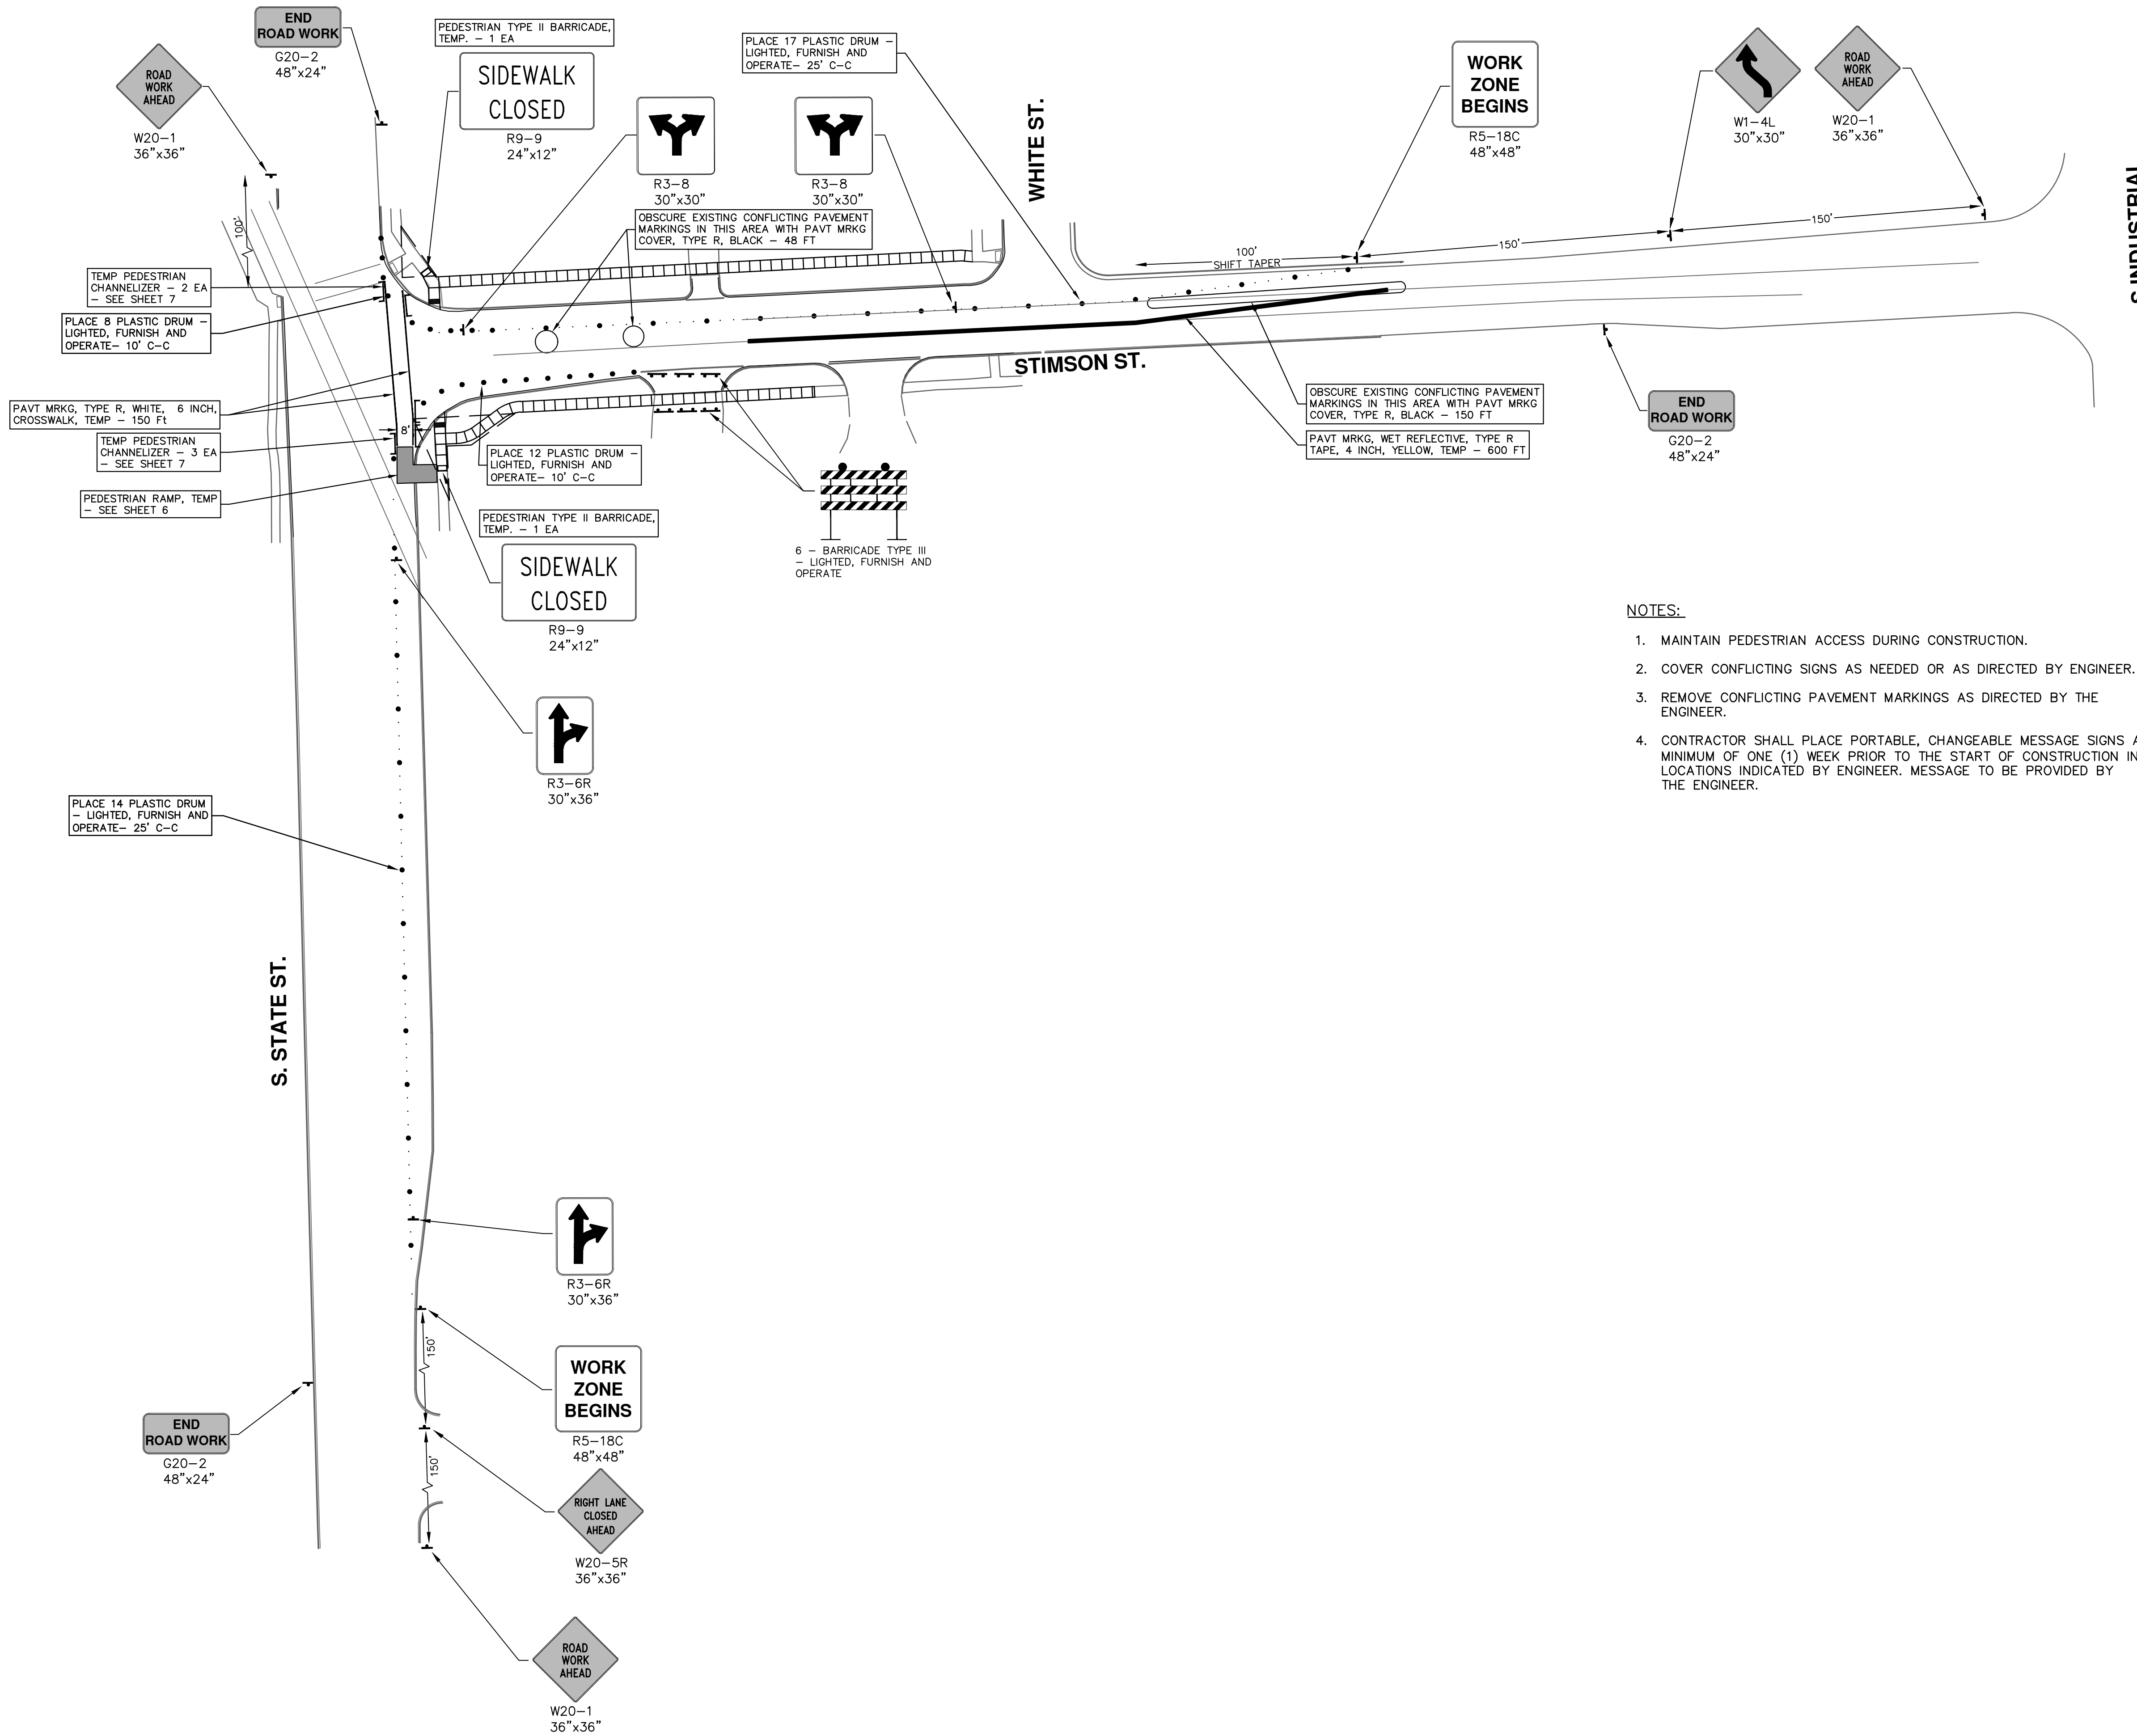 END
ROAD WORK
G20-2
48"x24"
ROAD
WORK
AHEAD
W20-1
36"x36"
PEDESTRIAN TYPE II BARRICADE,
TEMP. - 1 EA
SIDEWALK
CLOSED
R9-9
24"x12"
R3-8
30"x30"
OBSCURE EXISTING CONFLICTING PAVEMENT
MARKINGS IN THIS AREA WITH PAVT MRKG
COVER, TYPE R, BLACK - 48 FT
PLACE 17 PLASTIC DRUM -
LIGHTED, FURNISH AND
OPERATE- 25' C-C
R3-8
30"x30"
WHITE ST.
WORK
ZONE
BEGINS
R5-18C
48"x48"
W1-4L
30"x30"
ROAD
WORK
AHEAD
W20-1
36"x36"
S. INDUSTRIAL
100'
100'
SHIFT TAPER
150'
150'
TEMP PEDESTRIAN
CHANNELIZER - 2 EA
- SEE SHEET 7
PLACE 8 PLASTIC DRUM -
LIGHTED, FURNISH AND
OPERATE- 10' C-C
PAVT MRKG, TYPE R, WHITE, 6 INCH,
CROSSWALK, TEMP - 150 Ft
TEMP PEDESTRIAN
CHANNELIZER - 3 EA
- SEE SHEET 7
PEDESTRIAN RAMP, TEMP
- SEE SHEET 6
8'
STIMSON ST.
PLACE 12 PLASTIC DRUM -
LIGHTED, FURNISH AND
OPERATE- 10' C-C
PEDESTRIAN TYPE II BARRICADE,
TEMP. - 1 EA
SIDEWALK
CLOSED
R9-9
24"x12"
6 - BARRICADE TYPE III
- LIGHTED, FURNISH AND
OPERATE
OBSCURE EXISTING CONFLICTING PAVEMENT
MARKINGS IN THIS AREA WITH PAVT MRKG
COVER, TYPE R, BLACK - 150 FT
PAVT MRKG, WET REFLECTIVE, TYPE R
TAPE, 4 INCH, YELLOW, TEMP - 600 FT
END
ROAD WORK
G20-2
48"x24"
NOTES:
1. MAINTAIN PEDESTRIAN ACCESS DURING CONSTRUCTION.
2. COVER CONFLICTING SIGNS AS NEEDED OR AS DIRECTED BY ENGINEER.
3. REMOVE CONFLICTING PAVEMENT MARKINGS AS DIRECTED BY THE
ENGINEER.
4. CONTRACTOR SHALL PLACE PORTABLE, CHANGEABLE MESSAGE SIGNS A
MINIMUM OF ONE (1) WEEK PRIOR TO THE START OF CONSTRUCTION IN
LOCATIONS INDICATED BY ENGINEER. MESSAGE TO BE PROVIDED BY
THE ENGINEER.
R3-6R
30"x36"
PLACE 14 PLASTIC DRUM
- LIGHTED, FURNISH AND
OPERATE- 25' C-C
S. STATE ST.
R3-6R
30"x36"
150'
WORK
ZONE
BEGINS
R5-18C
48"x48"
END
ROAD WORK
G20-2
48"x24"
150'
RIGHT LANE
CLOSED
AHEAD
W20-5R
36"x36"
ROAD
WORK
AHEAD
W20-1
36"x36"